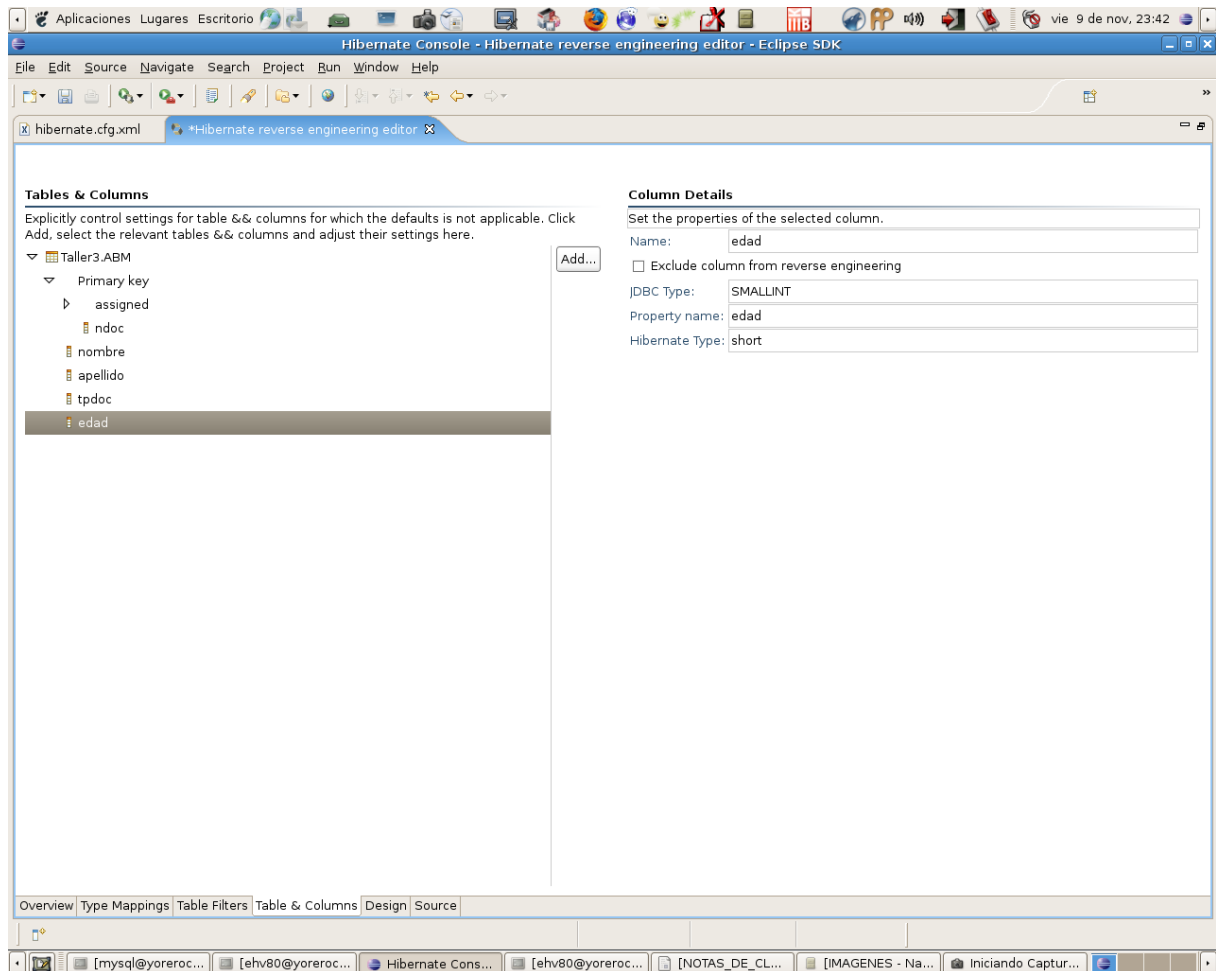 Aplicaciones Lugares Escritorio vie 9 de nov, 23:42
Hibernate Console - Hibernate reverse engineering editor - Eclipse SDK
File Edit Source Navigate Search Project Run Window Help
hibernate.cfg.xml *Hibernate reverse engineering editor
Tables & Columns
Explicitly control settings for table && columns for which the defaults is not applicable. Click
Add, select the relevant tables && columns and adjust their settings here.
Taller3.ABM
Add...
Primary key
assigned
ndoc
nombre
apellido
tpdoc
edad
Column Details
Set the properties of the selected column.
Name: edad
Exclude column from reverse engineering
JDBC Type: SMALLINT
Property name: edad
Hibernate Type: short
Overview Type Mappings Table Filters Table & Columns Design Source
[mysql@yoreroc... [ehv80@yoreroc... Hibernate Cons... [ehv80@yoreroc... [NOTAS_DE_CL... [IMAGENES - Na... Iniciando Captur...